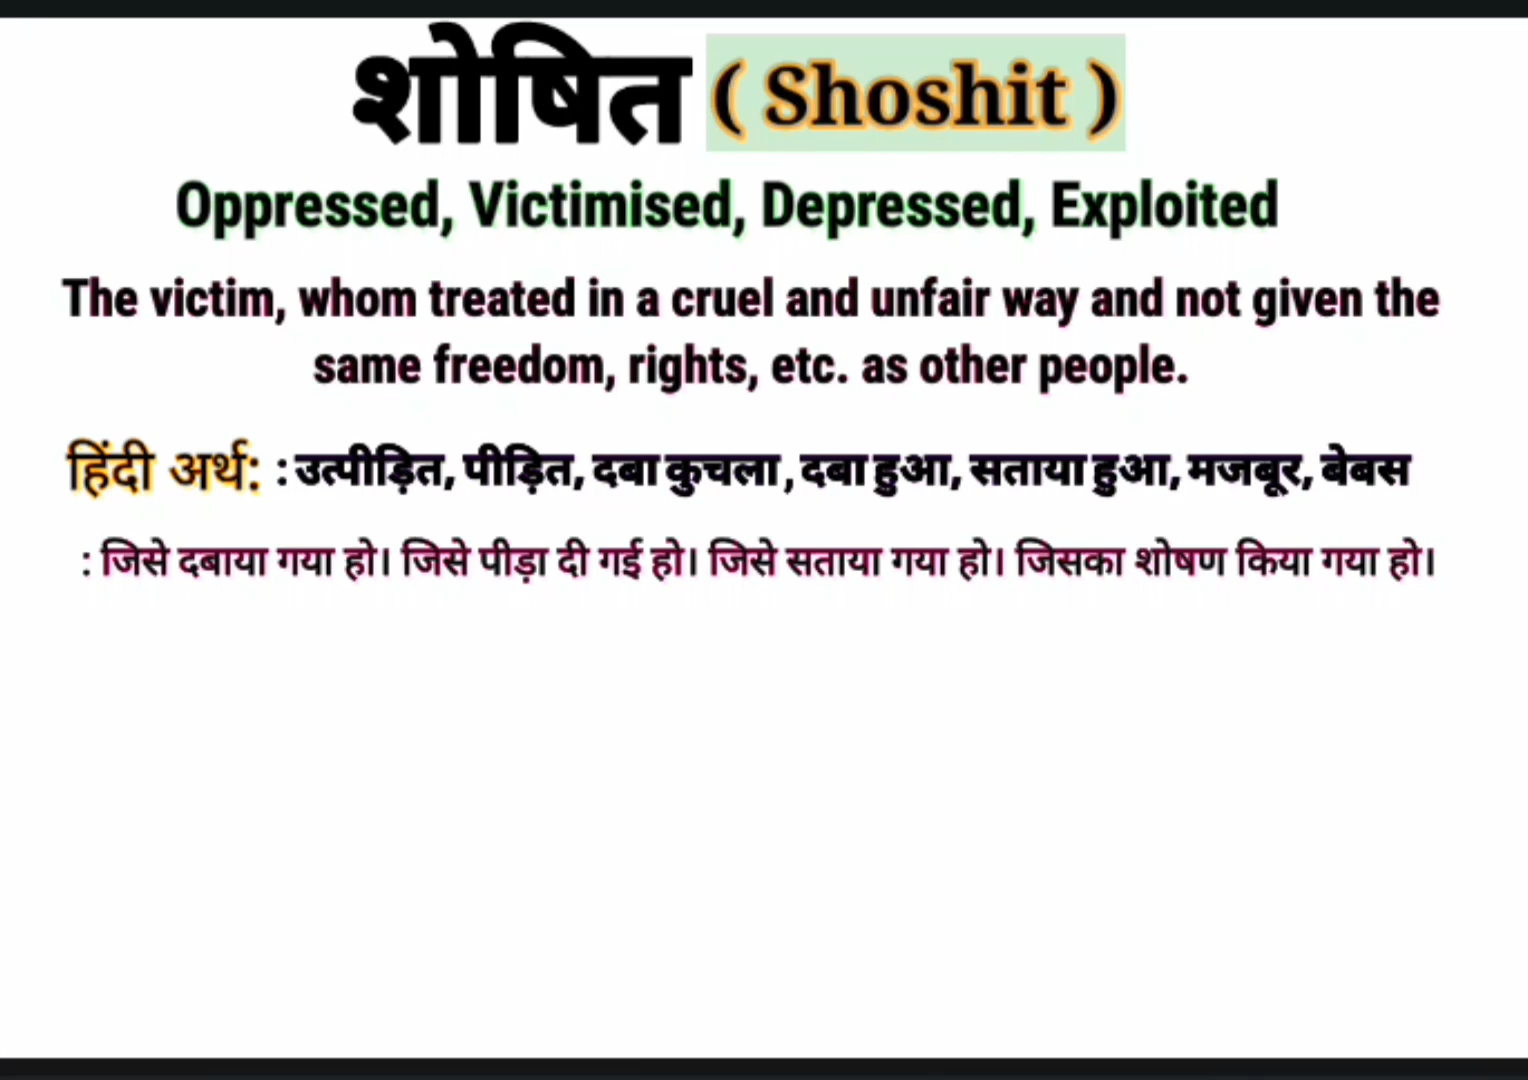 शोषित ( Shoshit )
Oppressed, Victimised, Depressed, Exploited
The victim, whom treated in a cruel and unfair way and not given the
same freedom, rights, etc. as other people.
हिंदी अर्थ: : उत्पीड़ित, पीड़ित, दबा कुचला, दबा हुआ, सताया हुआ, मजबूर, बेबस
: जिसे दबाया गया हो। जिसे पीड़ा दी गई हो। जिसे सताया गया हो। जिसका शोषण किया गया हो।